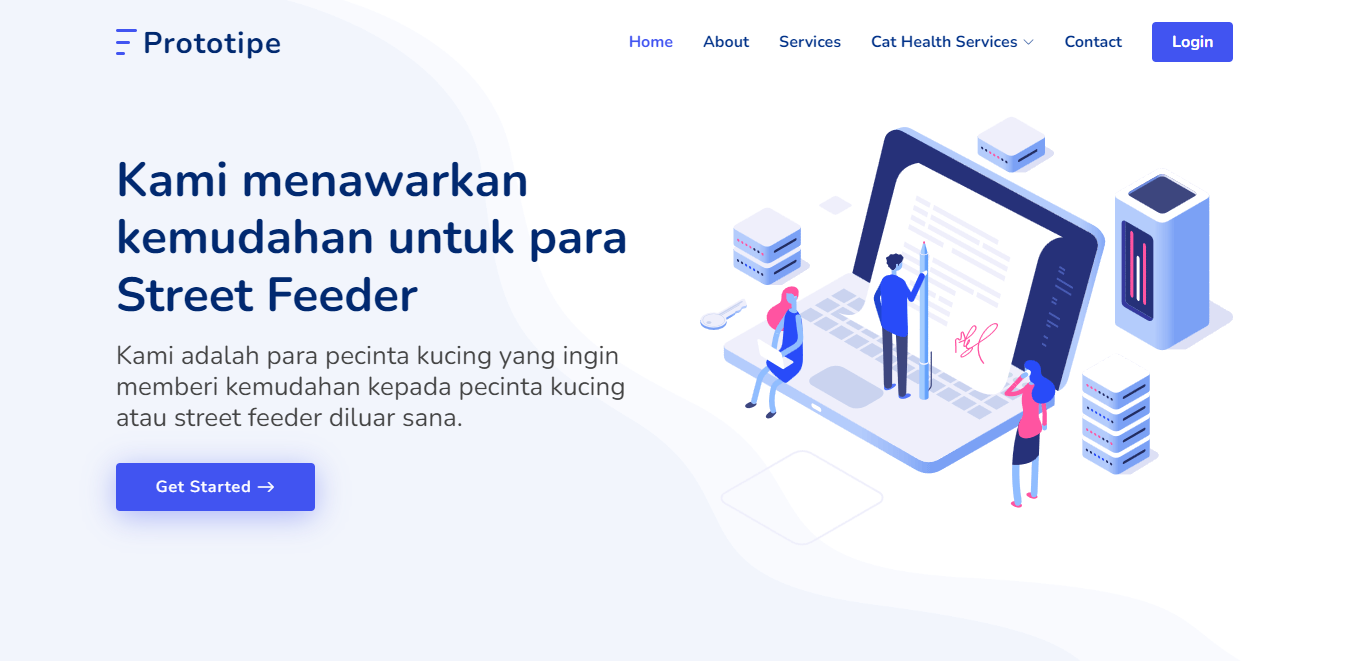 Prototipe
Home
About
Services
Cat Health Services
Contact
Login
Kami menawarkan
kemudahan untuk para
Street Feeder
Kami adalah para pecinta kucing yang ingin
memberi kemudahan kepada pecinta kucing
atau street feeder diluar sana.
Get Started →